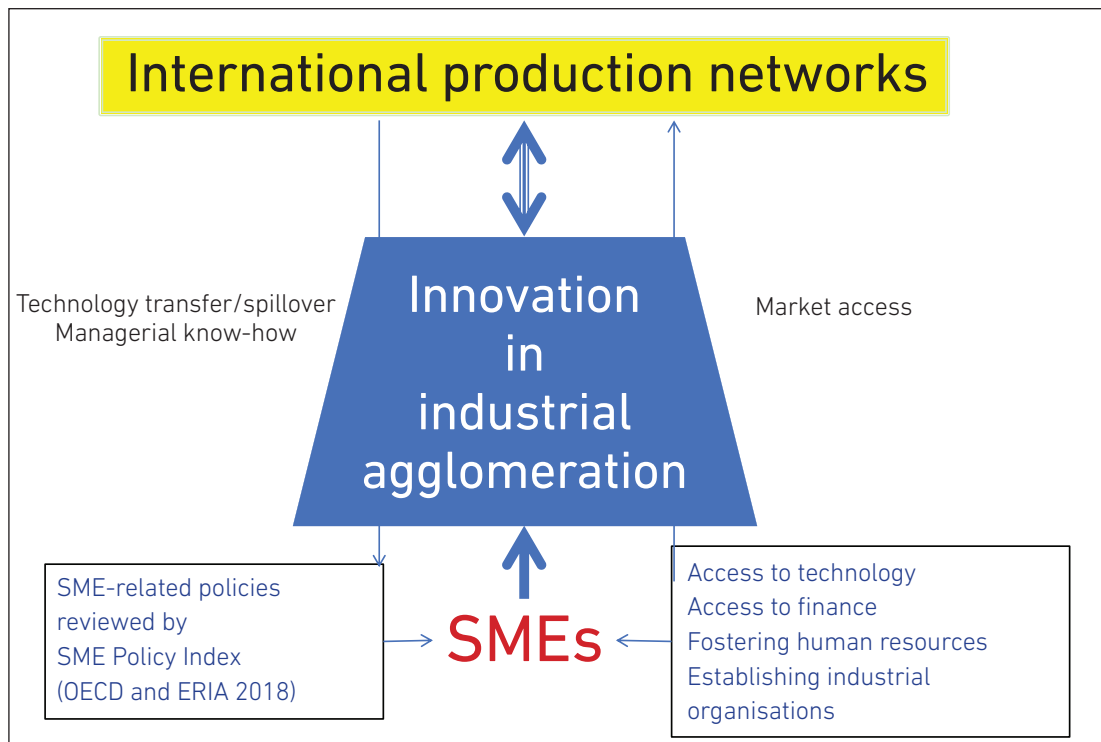 International production networks
Technology transfer/spillover
Managerial know-how
Innovation
in
industrial
agglomeration
Market access
SME-related policies
reviewed by
SME Policy Index
(OECD and ERIA 2018)
SMEs
Access to technology
Access to finance
Fostering human resources
Establishing industrial
organisations